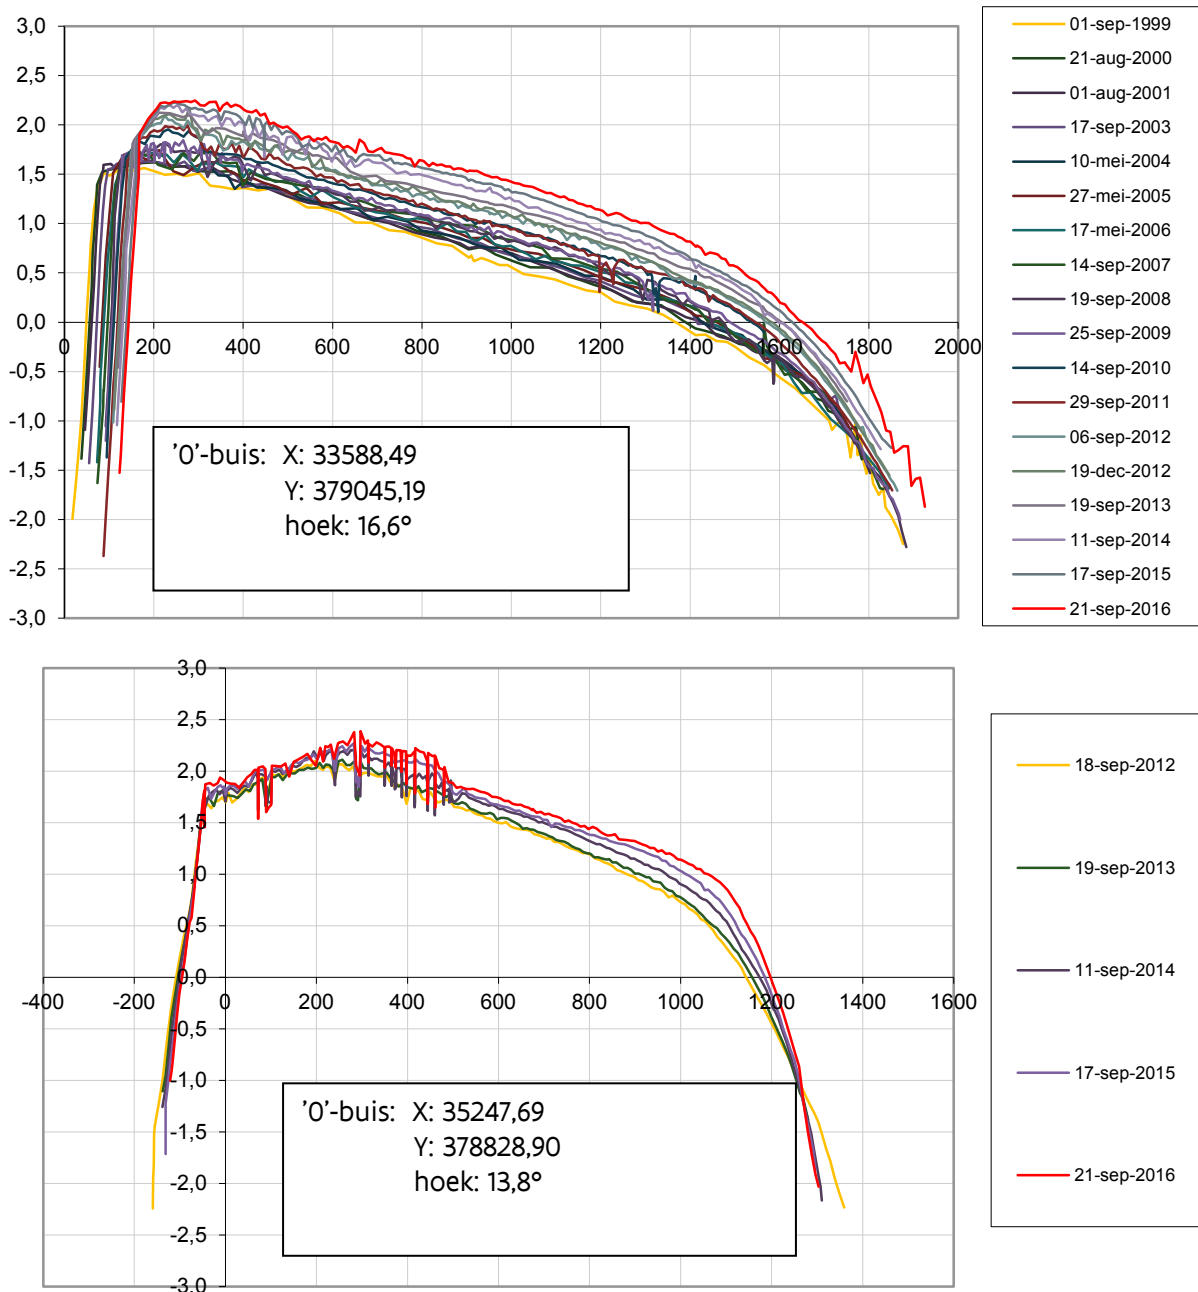 3,0
2,5
2,0
1,5
1,0
0,5
0,0
-0,5
-1,0
-1,5
-2,0
-2,5
-3,0
0 200 400 600 800 1000 1200 1400 1600 1800 2000
'0'-buis: X: 33588,49
Y: 379045,19
hoek: 16,6°
01-sep-1999
21-aug-2000
01-aug-2001
17-sep-2003
10-mei-2004
27-mei-2005
17-mei-2006
14-sep-2007
19-sep-2008
25-sep-2009
14-sep-2010
29-sep-2011
06-sep-2012
19-dec-2012
19-sep-2013
11-sep-2014
17-sep-2015
21-sep-2016
3,0
2,5
2,0
1,5
1,0
0,5
0,0
-0,5
-1,0
-1,5
-2,0
-2,5
-3,0
-400 -200 0 200 400 600 800 1000 1200 1400 1600
'0'-buis: X: 35247,69
Y: 378828,90
hoek: 13,8°
18-sep-2012
19-sep-2013
11-sep-2014
17-sep-2015
21-sep-2016